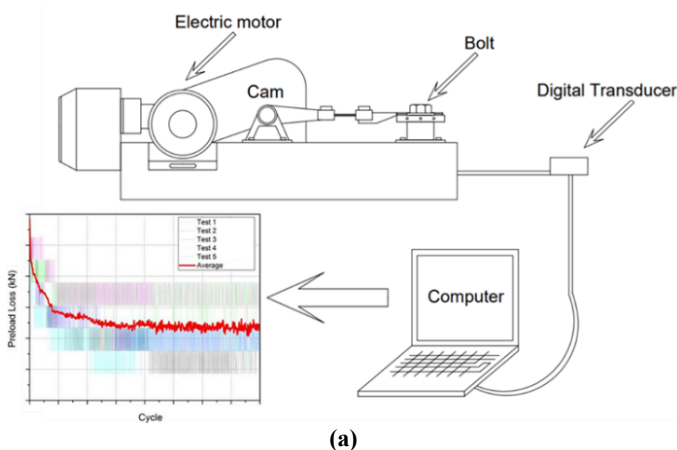 Electric motor
Bolt
Cam
Digital Transducer
Test 1
Test 2
Test 3
Test 4
Test 5
Average
Preload Loss (kN)
Computer
Cycle
(a)